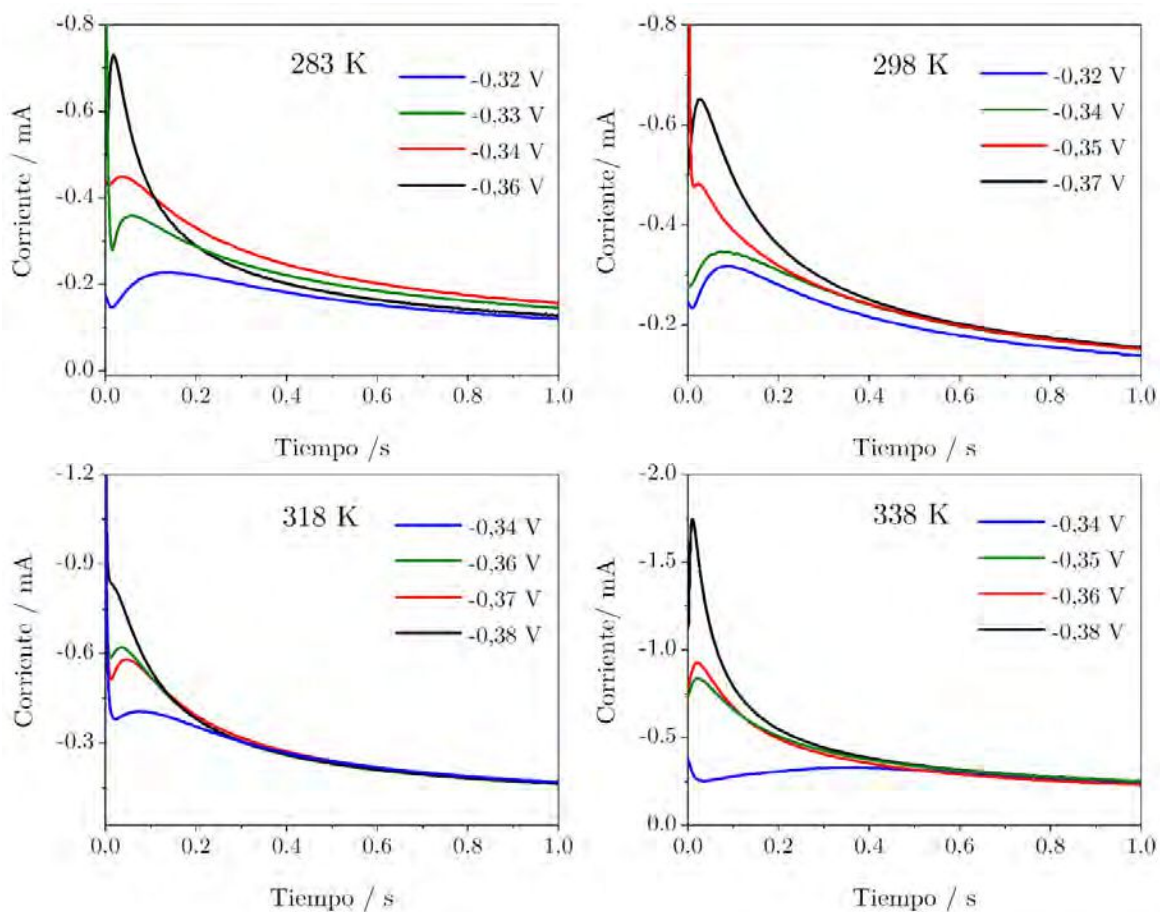 283 K
-0,32 V
-0,33 V
-0,34 V
-0,36 V
Corriente / mA
-0.8
-0.6
-0.4
-0.2
0.0
0.0 0.2 0.4 0.6 0.8 1.0
Tiempo /s
298 K
-0,32 V
-0,34 V
-0,35 V
-0,37 V
Corriente/ mA
-0.8
-0.6
-0.4
-0.2
0.0 0.2 0.4 0.6 0.8 1.0
Tiempo /s
318 K
-0,34 V
-0,36 V
-0,37 V
-0,38 V
Corriente / mA
-1.2
-0.9
-0.6
-0.3
0.0 0.2 0.4 0.6 0.8 1.0
Tiempo / s
338 K
-0,34 V
-0,35 V
-0,36 V
-0,38 V
Corriente/ mA
-2.0
-1.5
-1.0
-0.5
0.0
0.0 0.2 0.4 0.6 0.8 1.0
Tiempo / s